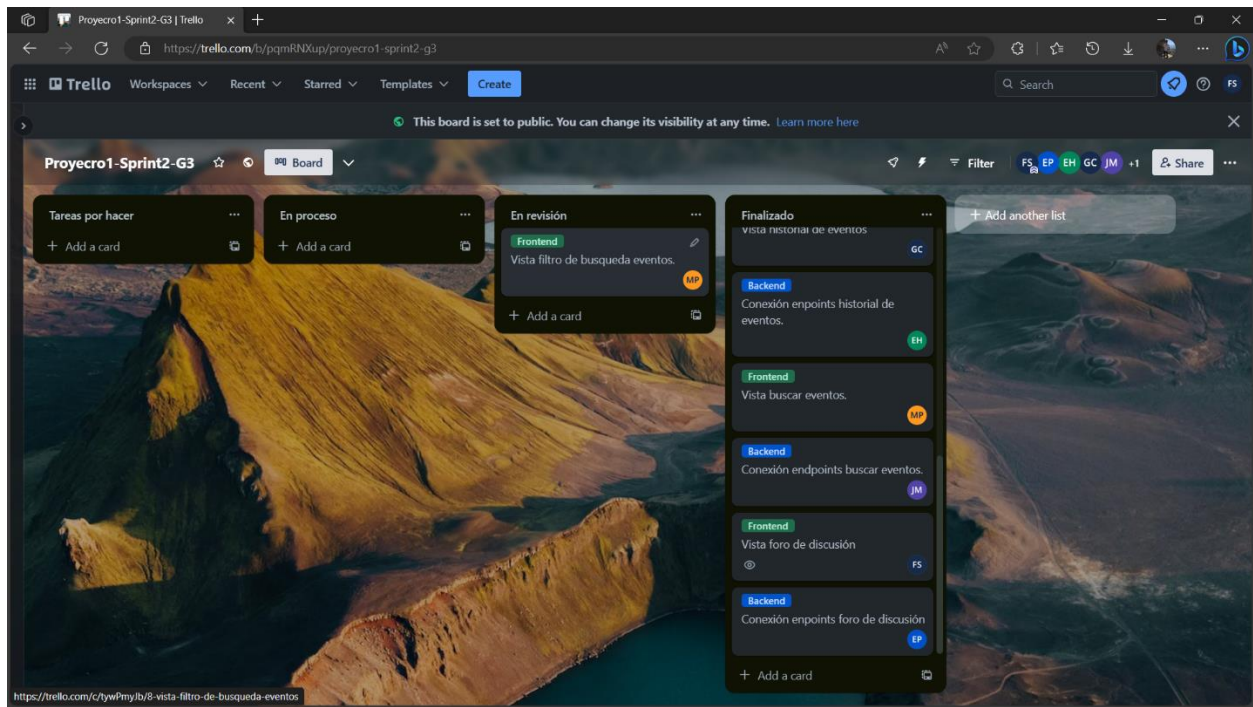 Proyecro1-Sprint2-G3 | Trello
https://trello.com/b/pqmRNXup/proyecro1-sprint2-g3
Trello Workspaces Recent Starred Templates Create Search FS
This board is set to public. You can change its visibility at any time. Learn more here
Proyecro1-Sprint2-G3 Board Filter FS EP EH GC JM +1 Share
Tareas por hacer
+ Add a card
En proceso
+ Add a card
En revisión
Frontend
Vista filtro de busqueda eventos.
MP
+ Add a card
Finalizado
Vista historial de eventos
GC
Backend
Conexión enpoints historial de
eventos.
EH
Frontend
Vista buscar eventos.
MP
Backend
Conexión endpoints buscar eventos.
JM
Frontend
Vista foro de discusión
FS
Backend
Conexión enpoints foro de discusión
EP
+ Add a card
+ Add another list
https://trello.com/c/tywPmyJb/8-vista-filtro-de-busqueda-eventos